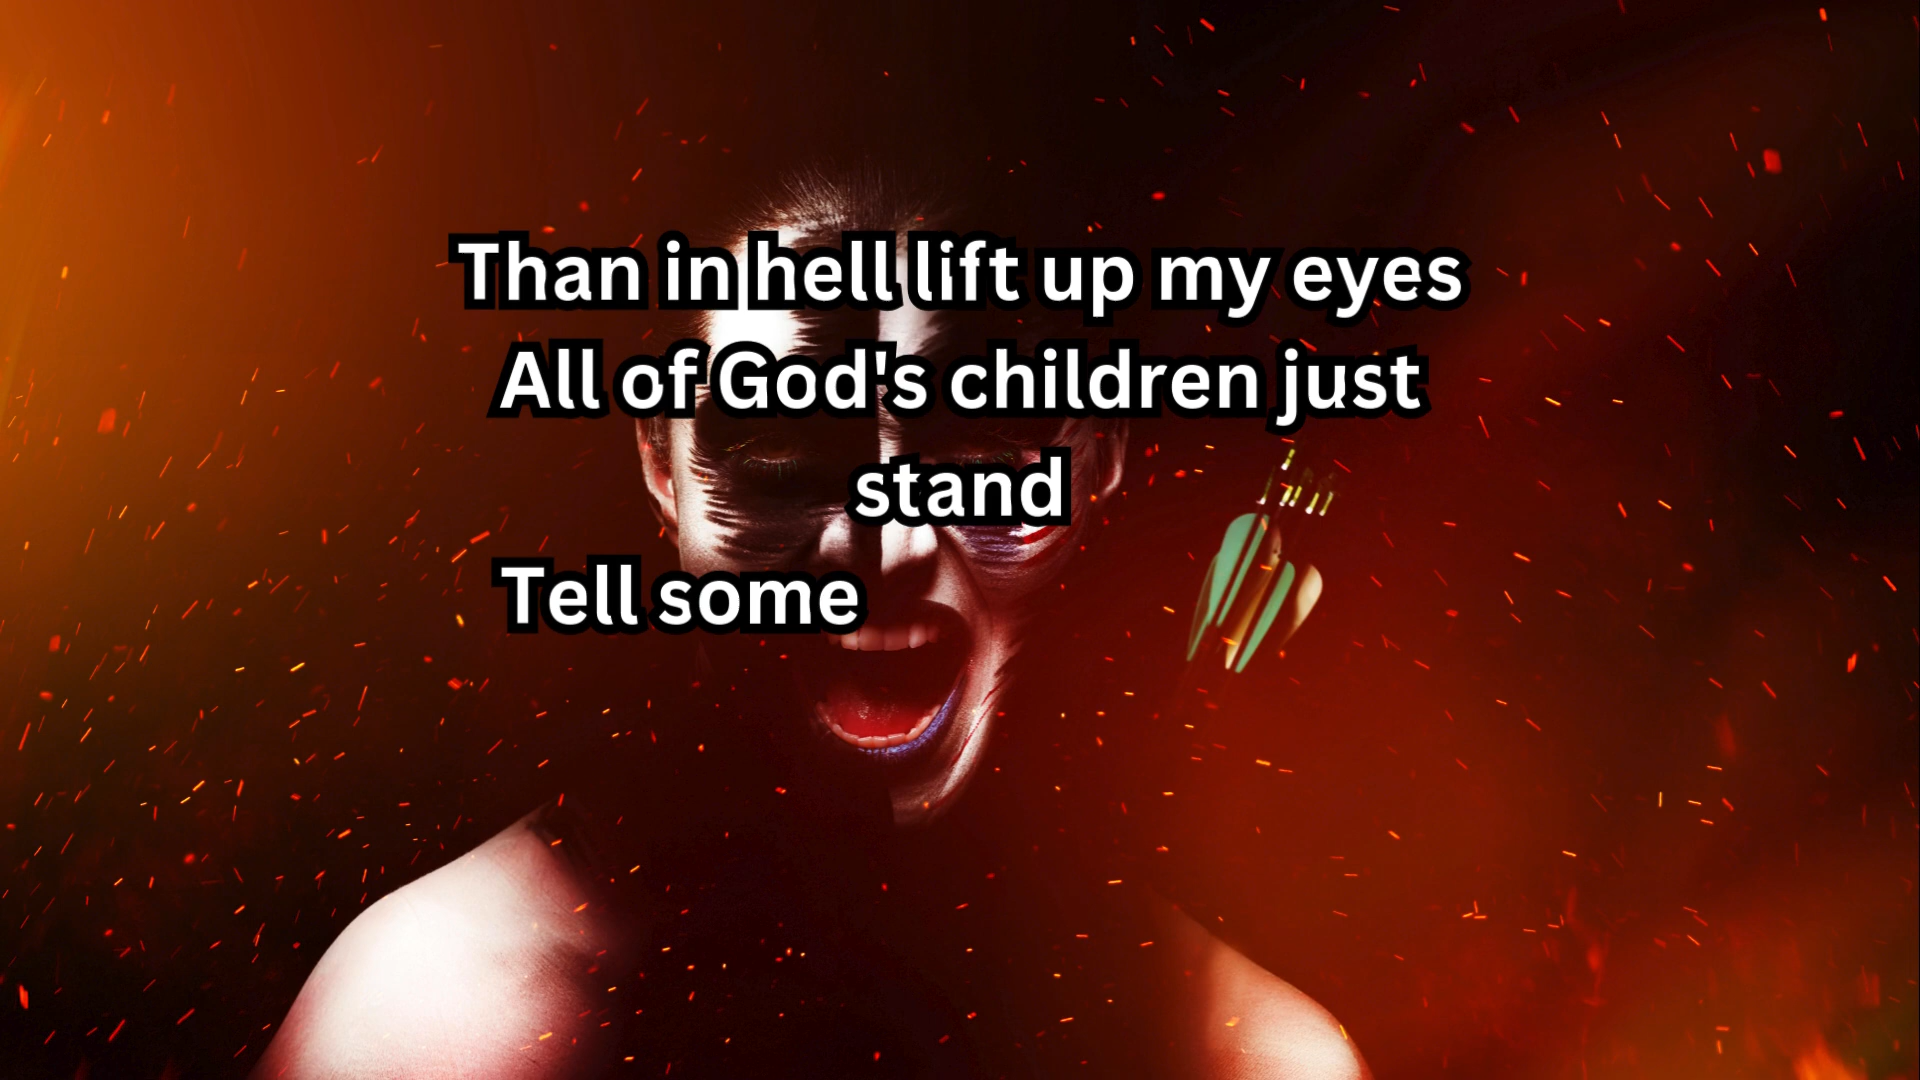 Than in hell lift up my eyes
All of God's children just
stand
Tell some